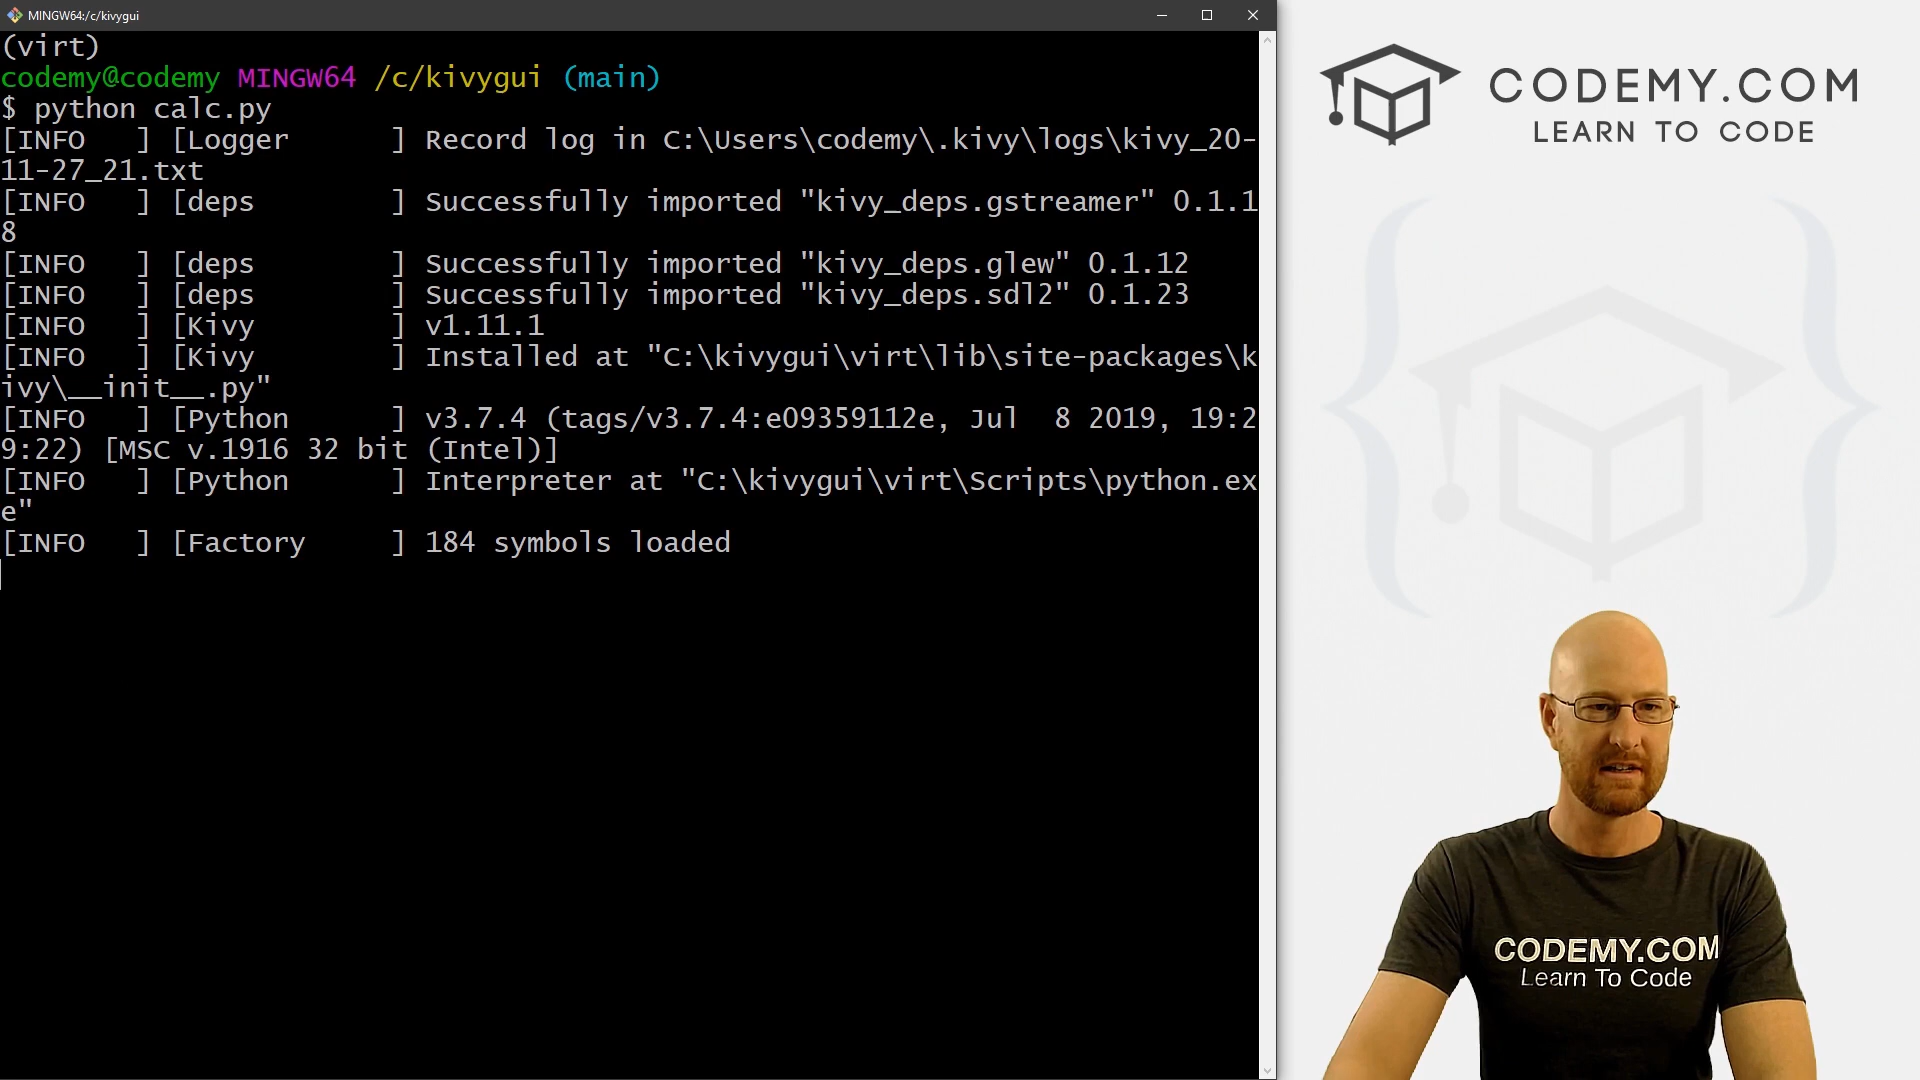 MINGW64:/c/kivygui
(virt)
codemy@codemy MINGW64 /c/kivygui (main)
$ python calc.py
[INFO   ] [Logger      ] Record log in C:\Users\codemy\.kivy\logs\kivy_20-
11-27_21.txt
[INFO   ] [deps        ] Successfully imported "kivy_deps.gstreamer" 0.1.1
8
[INFO   ] [deps        ] Successfully imported "kivy_deps.glew" 0.1.12
[INFO   ] [deps        ] Successfully imported "kivy_deps.sdl2" 0.1.23
[INFO   ] [Kivy        ] v1.11.1
[INFO   ] [Kivy        ] Installed at "C:\kivygui\virt\lib\site-packages\k
ivy\__init__.py"
[INFO   ] [Python      ] v3.7.4 (tags/v3.7.4:e09359112e, Jul  8 2019, 19:2
9:22) [MSC v.1916 32 bit (Intel)]
[INFO   ] [Python      ] Interpreter at "C:\kivygui\virt\Scripts\python.ex
e"
[INFO   ] [Factory     ] 184 symbols loaded
CODEMY.COM
LEARN TO CODE
CODEMY.COM
Learn To Code